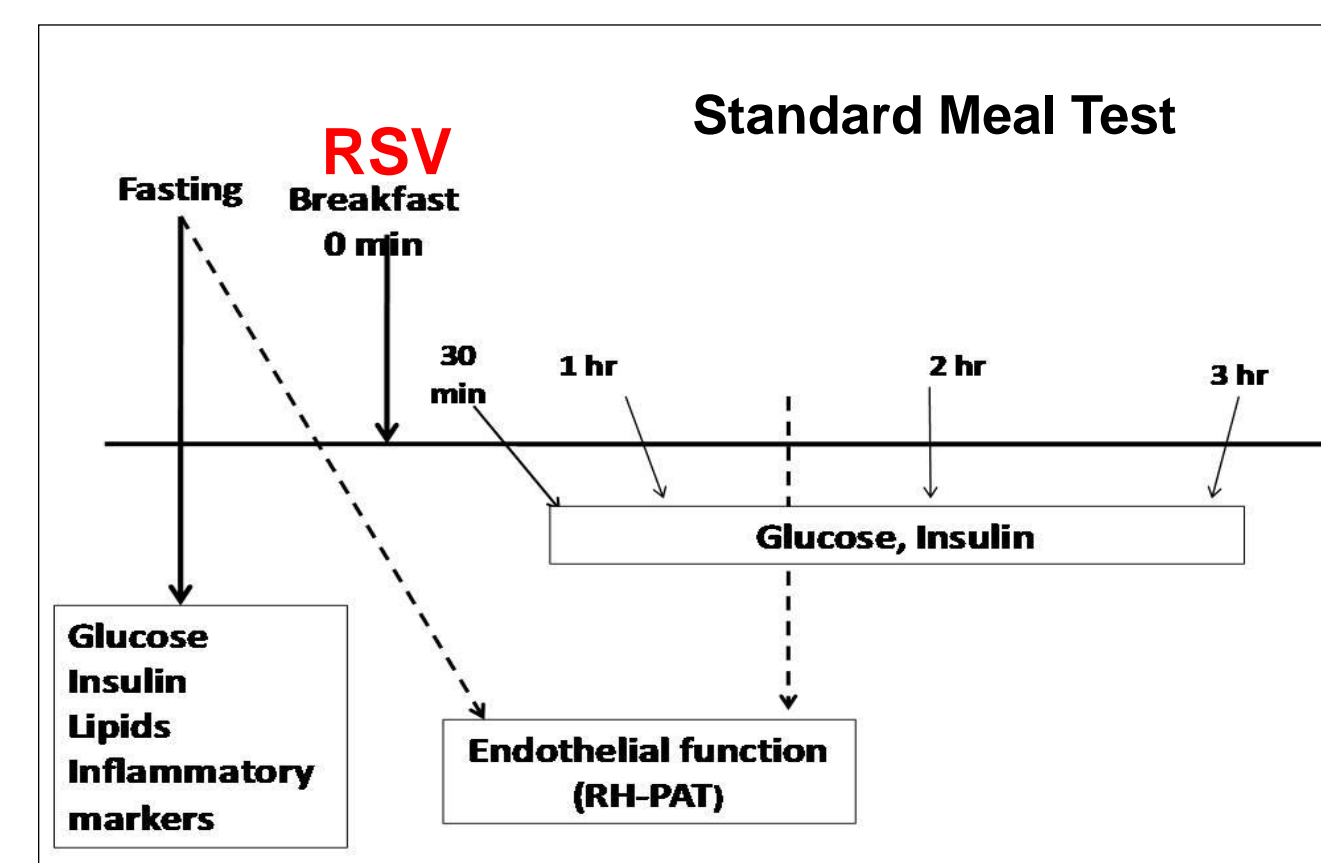 Standard Meal Test
RSV
Fasting
Breakfast
0 min
30
min
1 hr
2 hr
3 hr
Glucose, Insulin
Glucose
Insulin
Lipids
Inflammatory
markers
Endothelial function
(RH-PAT)